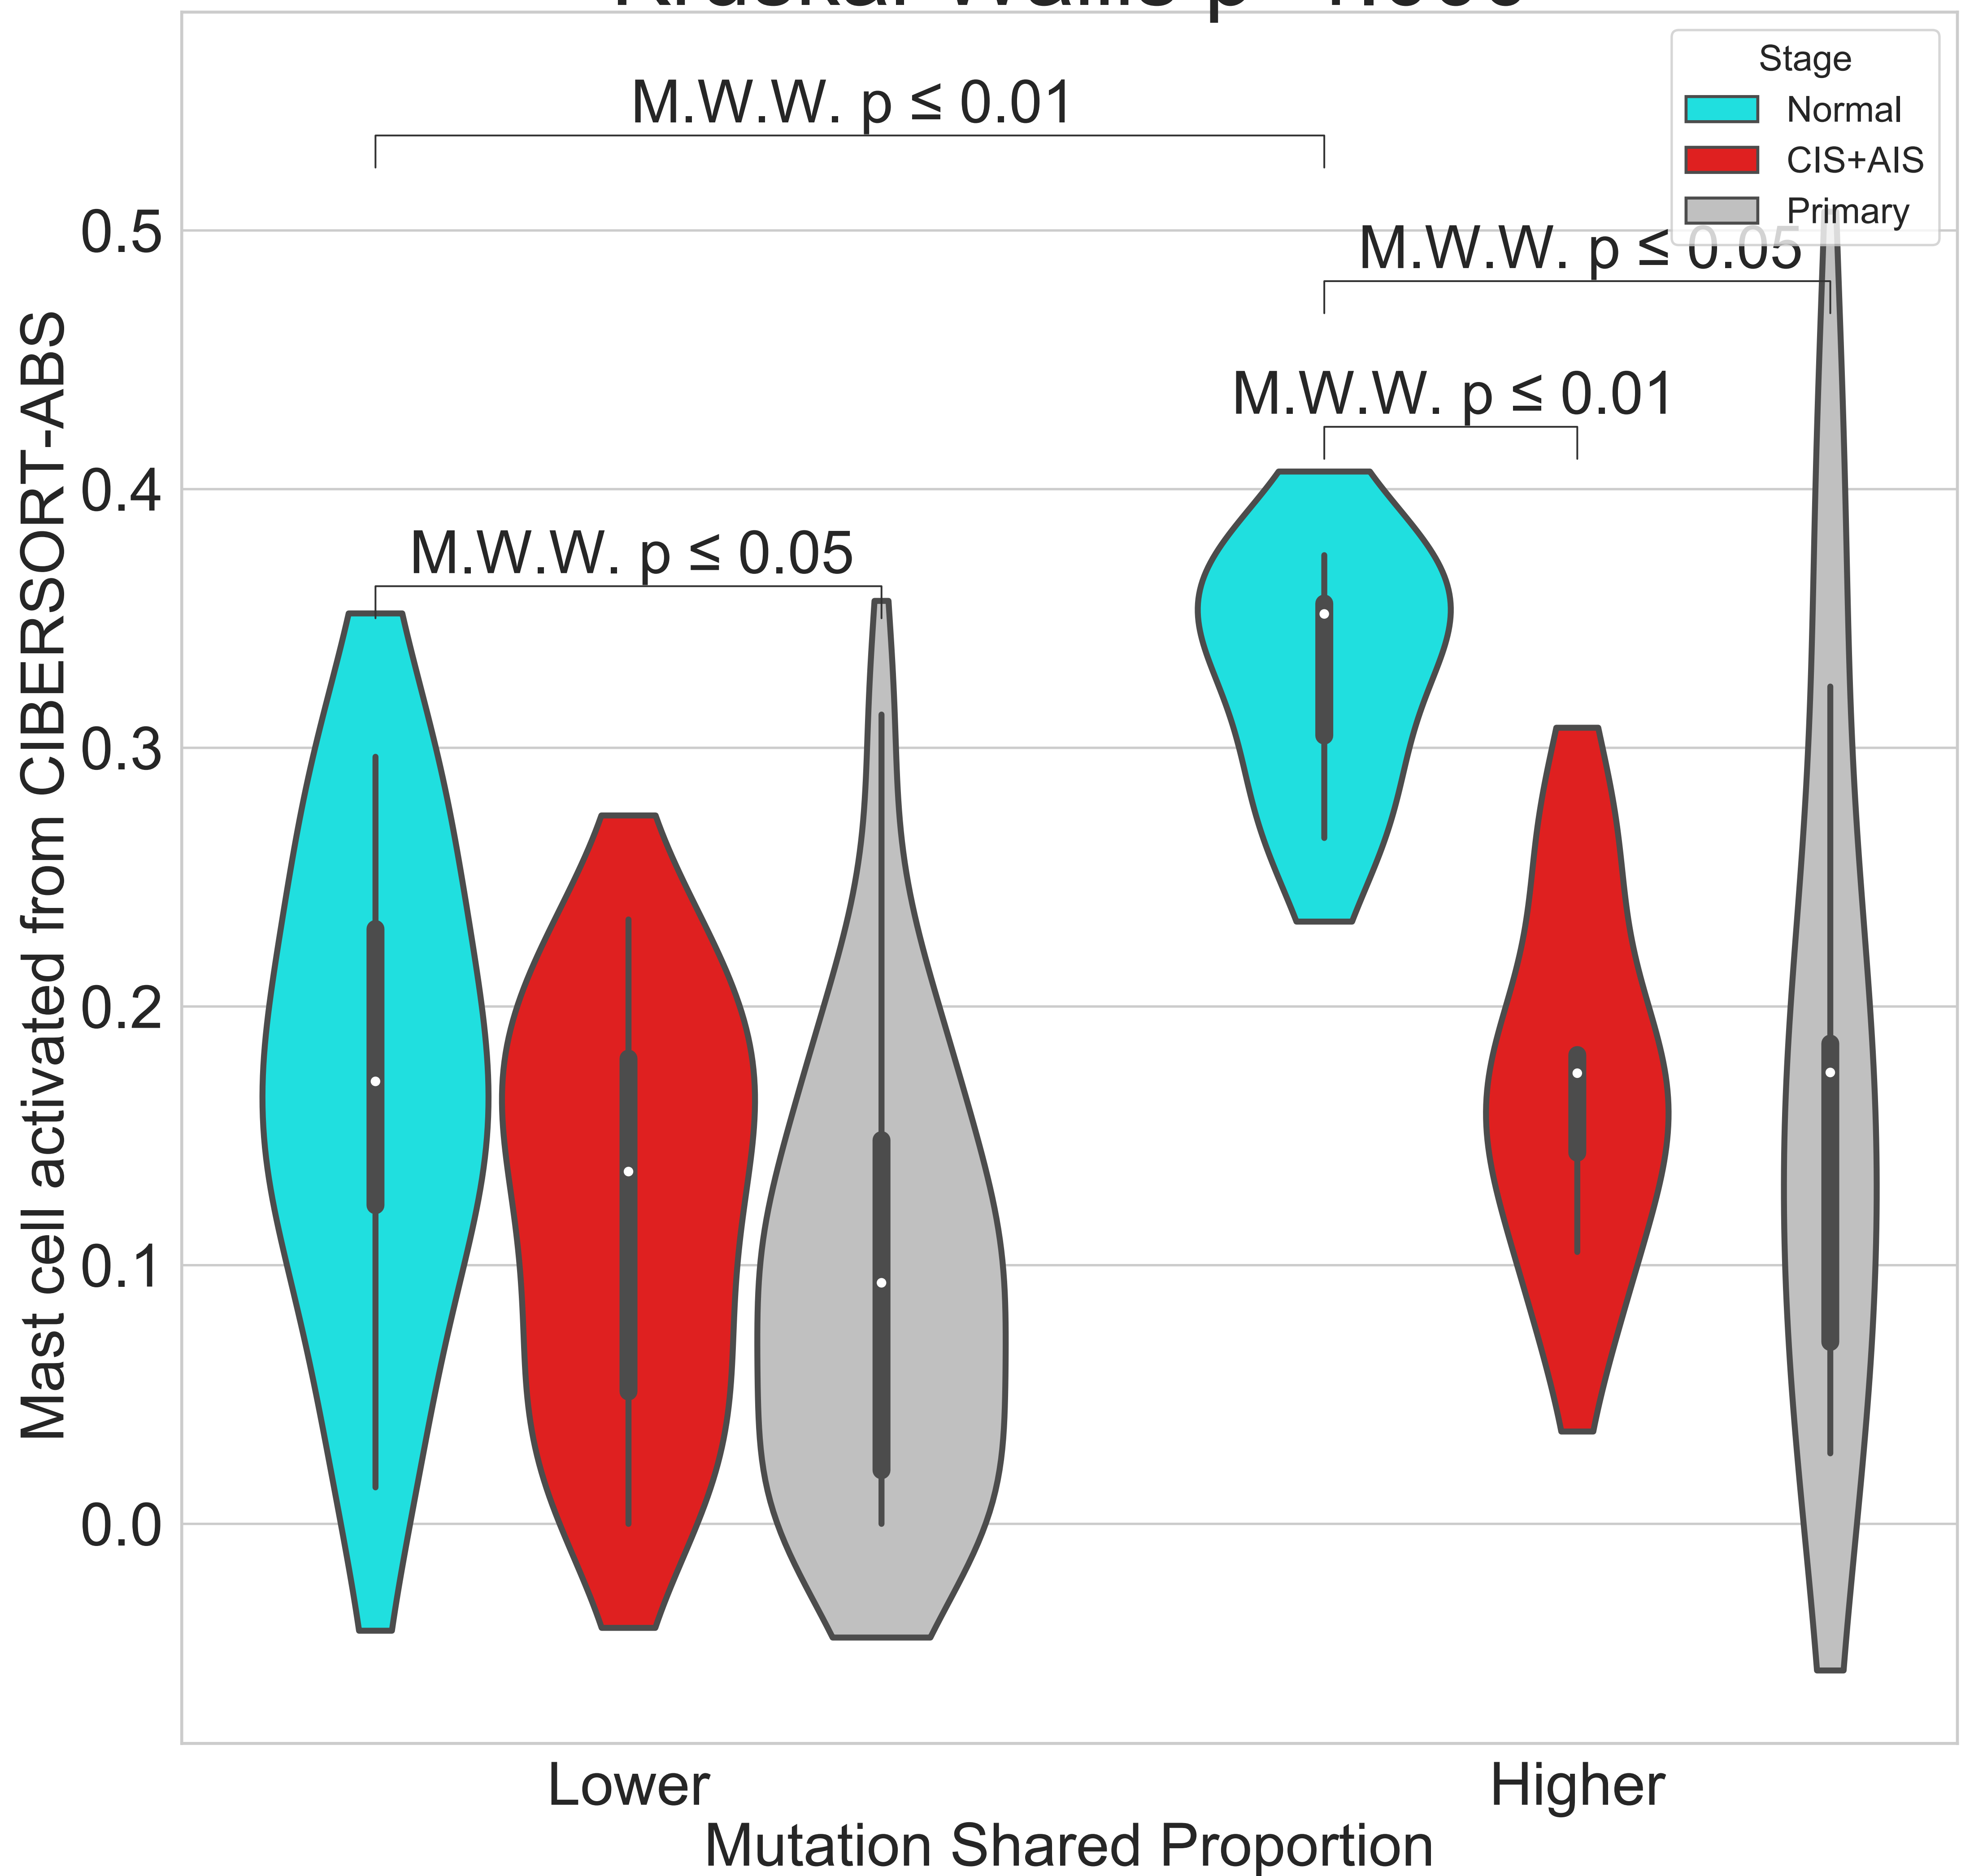 M.W.W. p ≤ 0.01
Stage
Normal
CIS+AIS
Primary
M.W.W. p ≤ 0.05
M.W.W. p ≤ 0.01
M.W.W. p ≤ 0.05
0.5
0.4
0.3
0.2
0.1
0.0
Mast cell activated from CIBERSORT-ABS
Lower
Higher
Mutation Shared Proportion